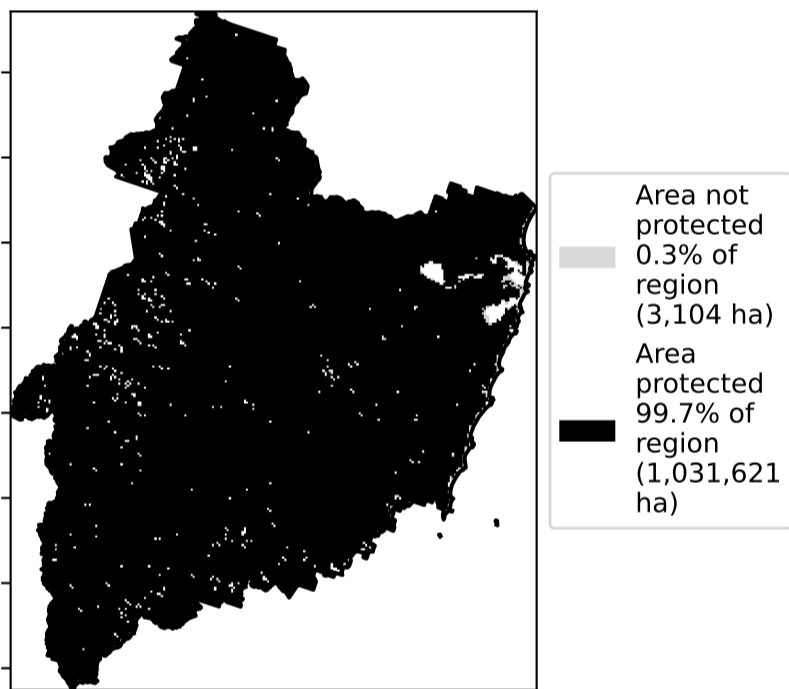 Area not
protected
0.3% of
region
(3,104 ha)
Area
protected
99.7% of
region
(1,031,621
ha)